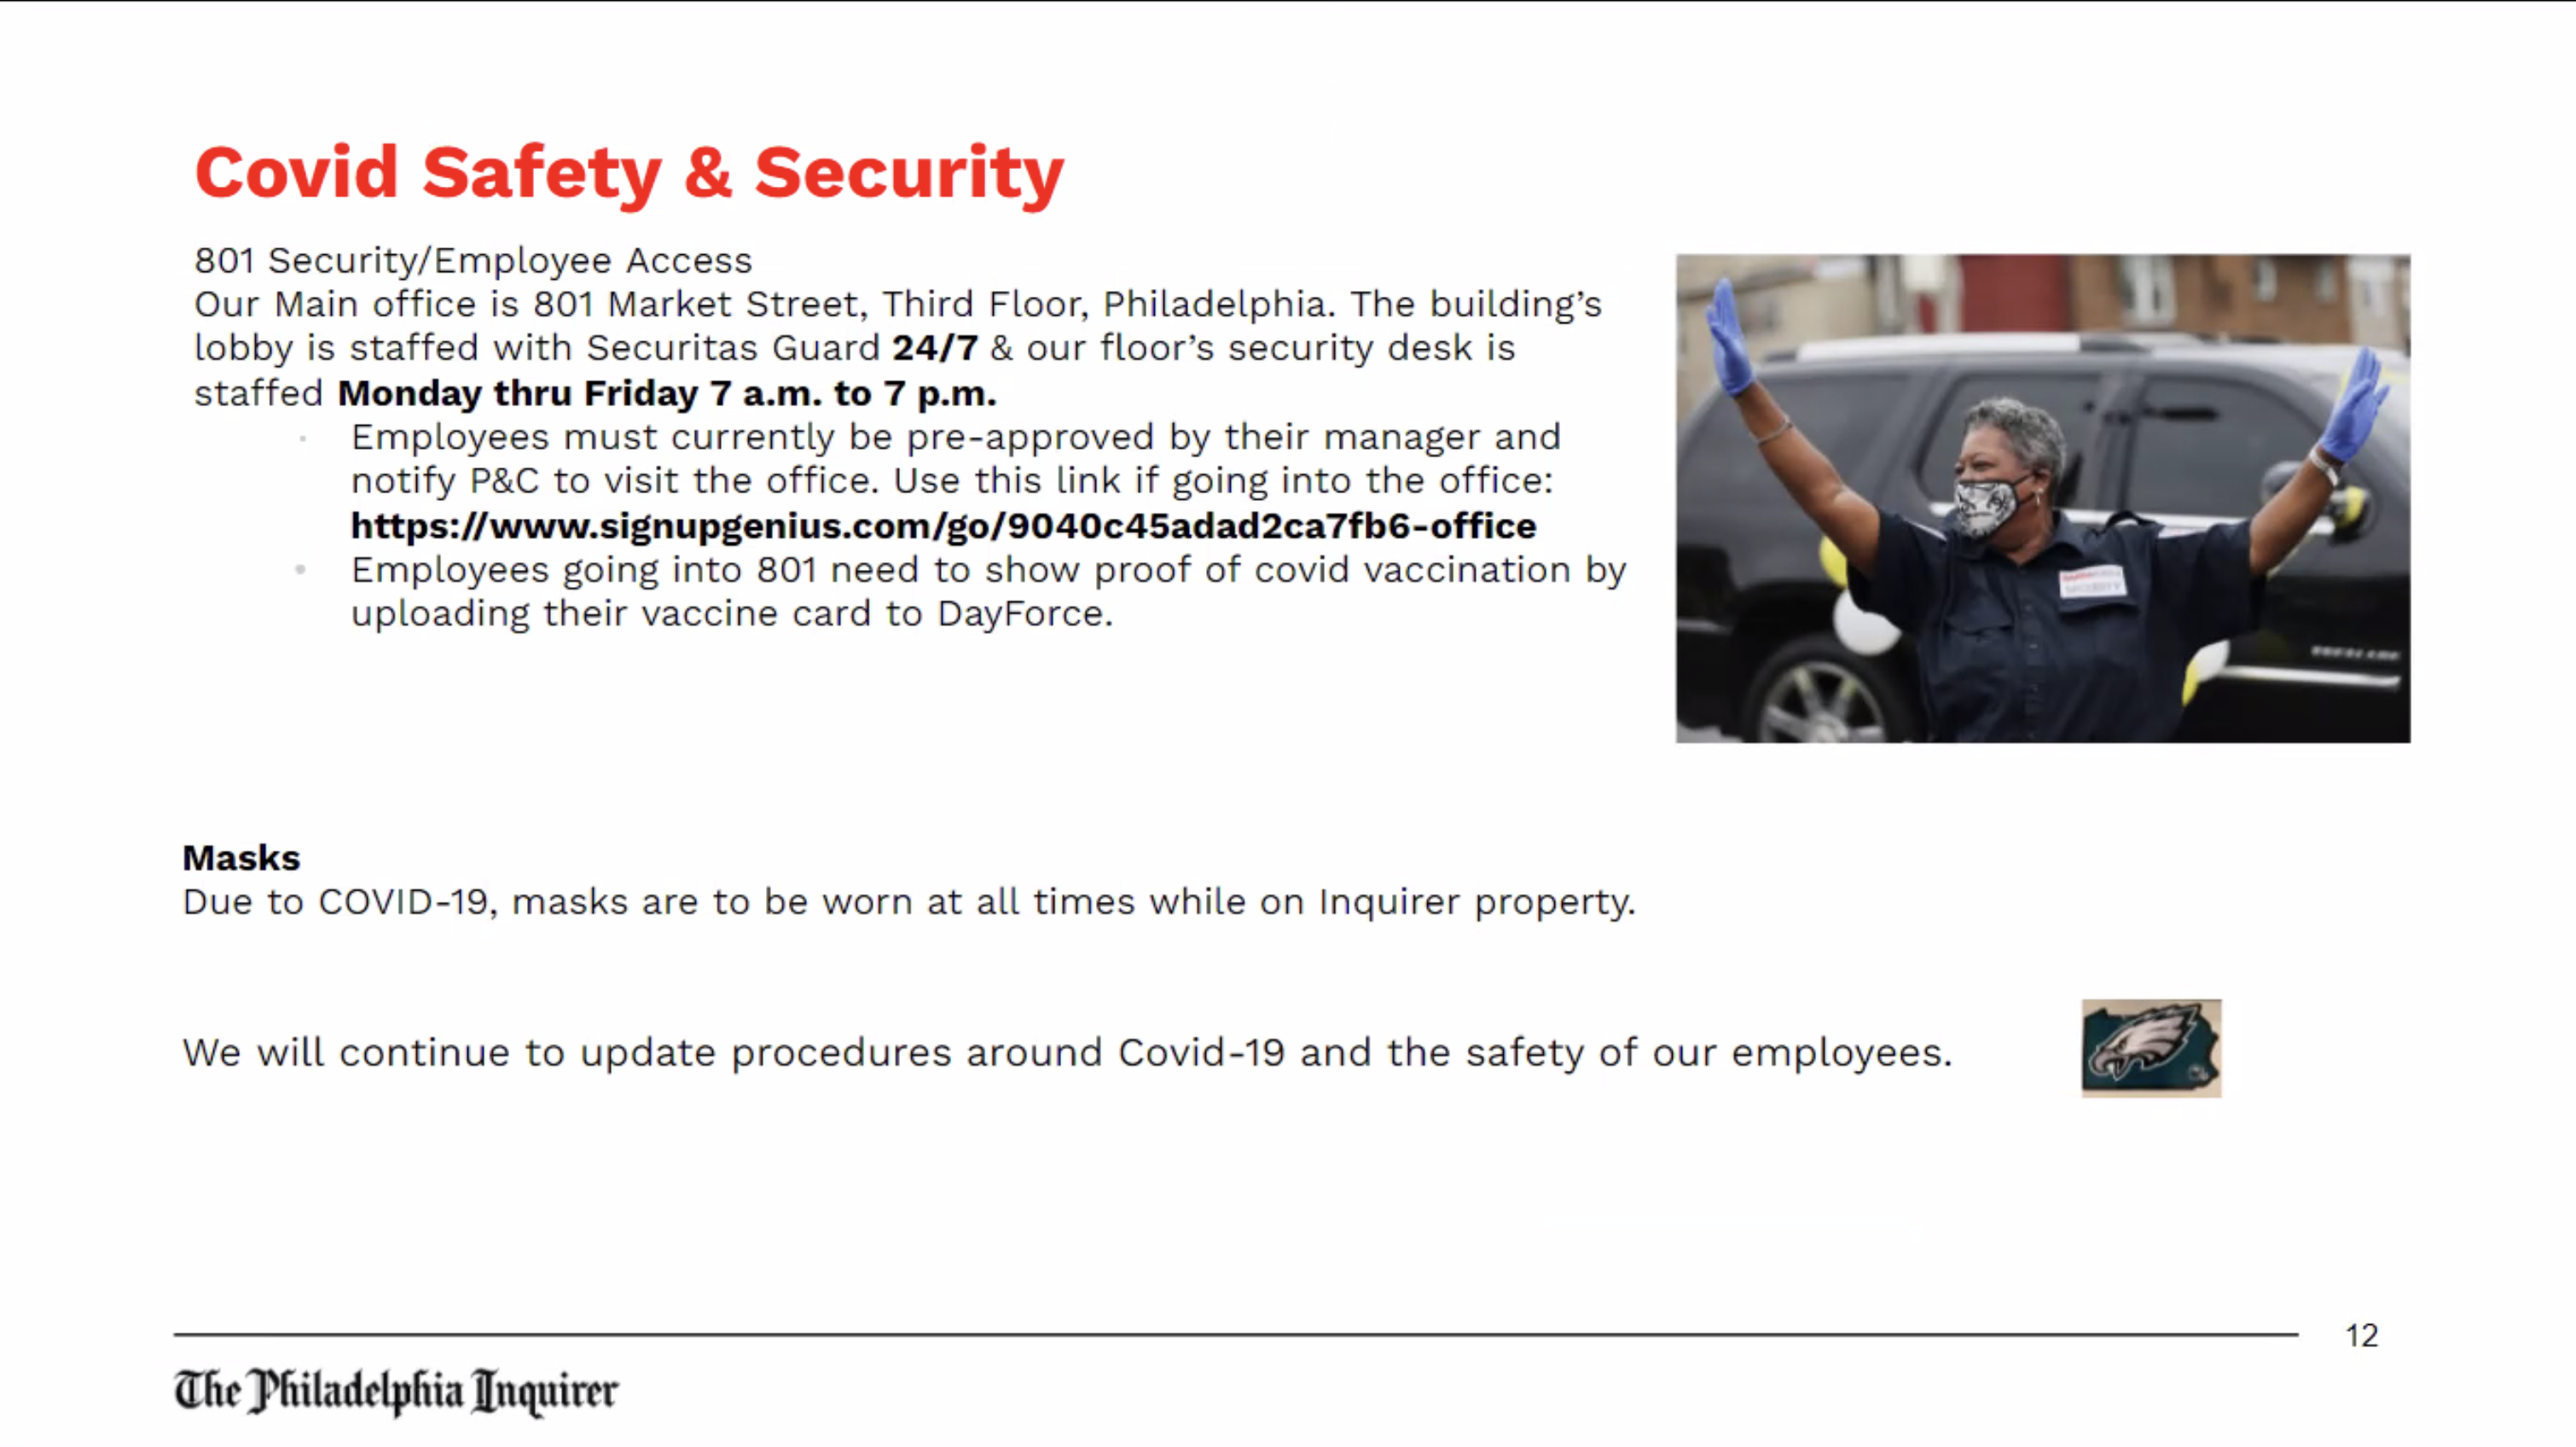 Covid Safety & Security
801 Security/Employee Access
Our Main office is 801 Market Street, Third Floor, Philadelphia. The building’s
lobby is staffed with Securitas Guard 24/7 & our floor’s security desk is
staffed Monday thru Friday 7 a.m. to 7 p.m.
Employees must currently be pre-approved by their manager and
notify P&C to visit the office. Use this link if going into the office:
https://www.signupgenius.com/go/9040c45adad2ca7fb6-office
Employees going into 801 need to show proof of covid vaccination by
uploading their vaccine card to DayForce.
SECURITY
Masks
Due to COVID-19, masks are to be worn at all times while on Inquirer property.
We will continue to update procedures around Covid-19 and the safety of our employees.
12
The Philadelphia Inquirer